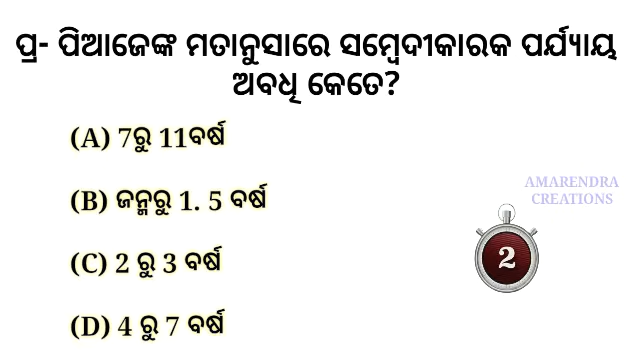 ପ୍ର- ପିଆଜେଙ୍କ ମତାନୁସାରେ ସମ୍ବେଦୀକାରକ ପର୍ଯ୍ୟାୟ
ଅବଧି କେତେ?
(A) 7ରୁ 11ବର୍ଷ
(B) ଜନ୍ମରୁ 1. 5 ବର୍ଷ
(C) 2 ରୁ 3 ବର୍ଷ
(D) 4 ରୁ 7 ବର୍ଷ
AMARENDRA
CREATIONS
2